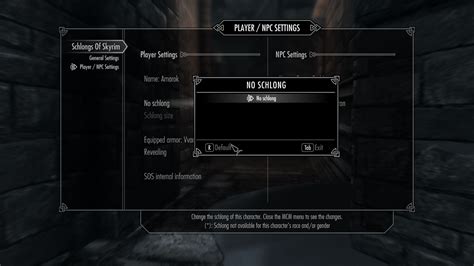 PLAYER / NPC SETTINGS
Schlongs Of Skyrim
General Settings
Player / NPC Settings
Player Settings
NPC Settings
Name: Amarok
No schlong
Schlong size
Equipped armor: Vvar
Revealing
SOS internal information
NO SCHLONG
No schlong
R Default
Tab Exit
Change the schlong of this character. Close the MCM menu to see the changes.
(*): Schlong not available for this character's race and/or gender